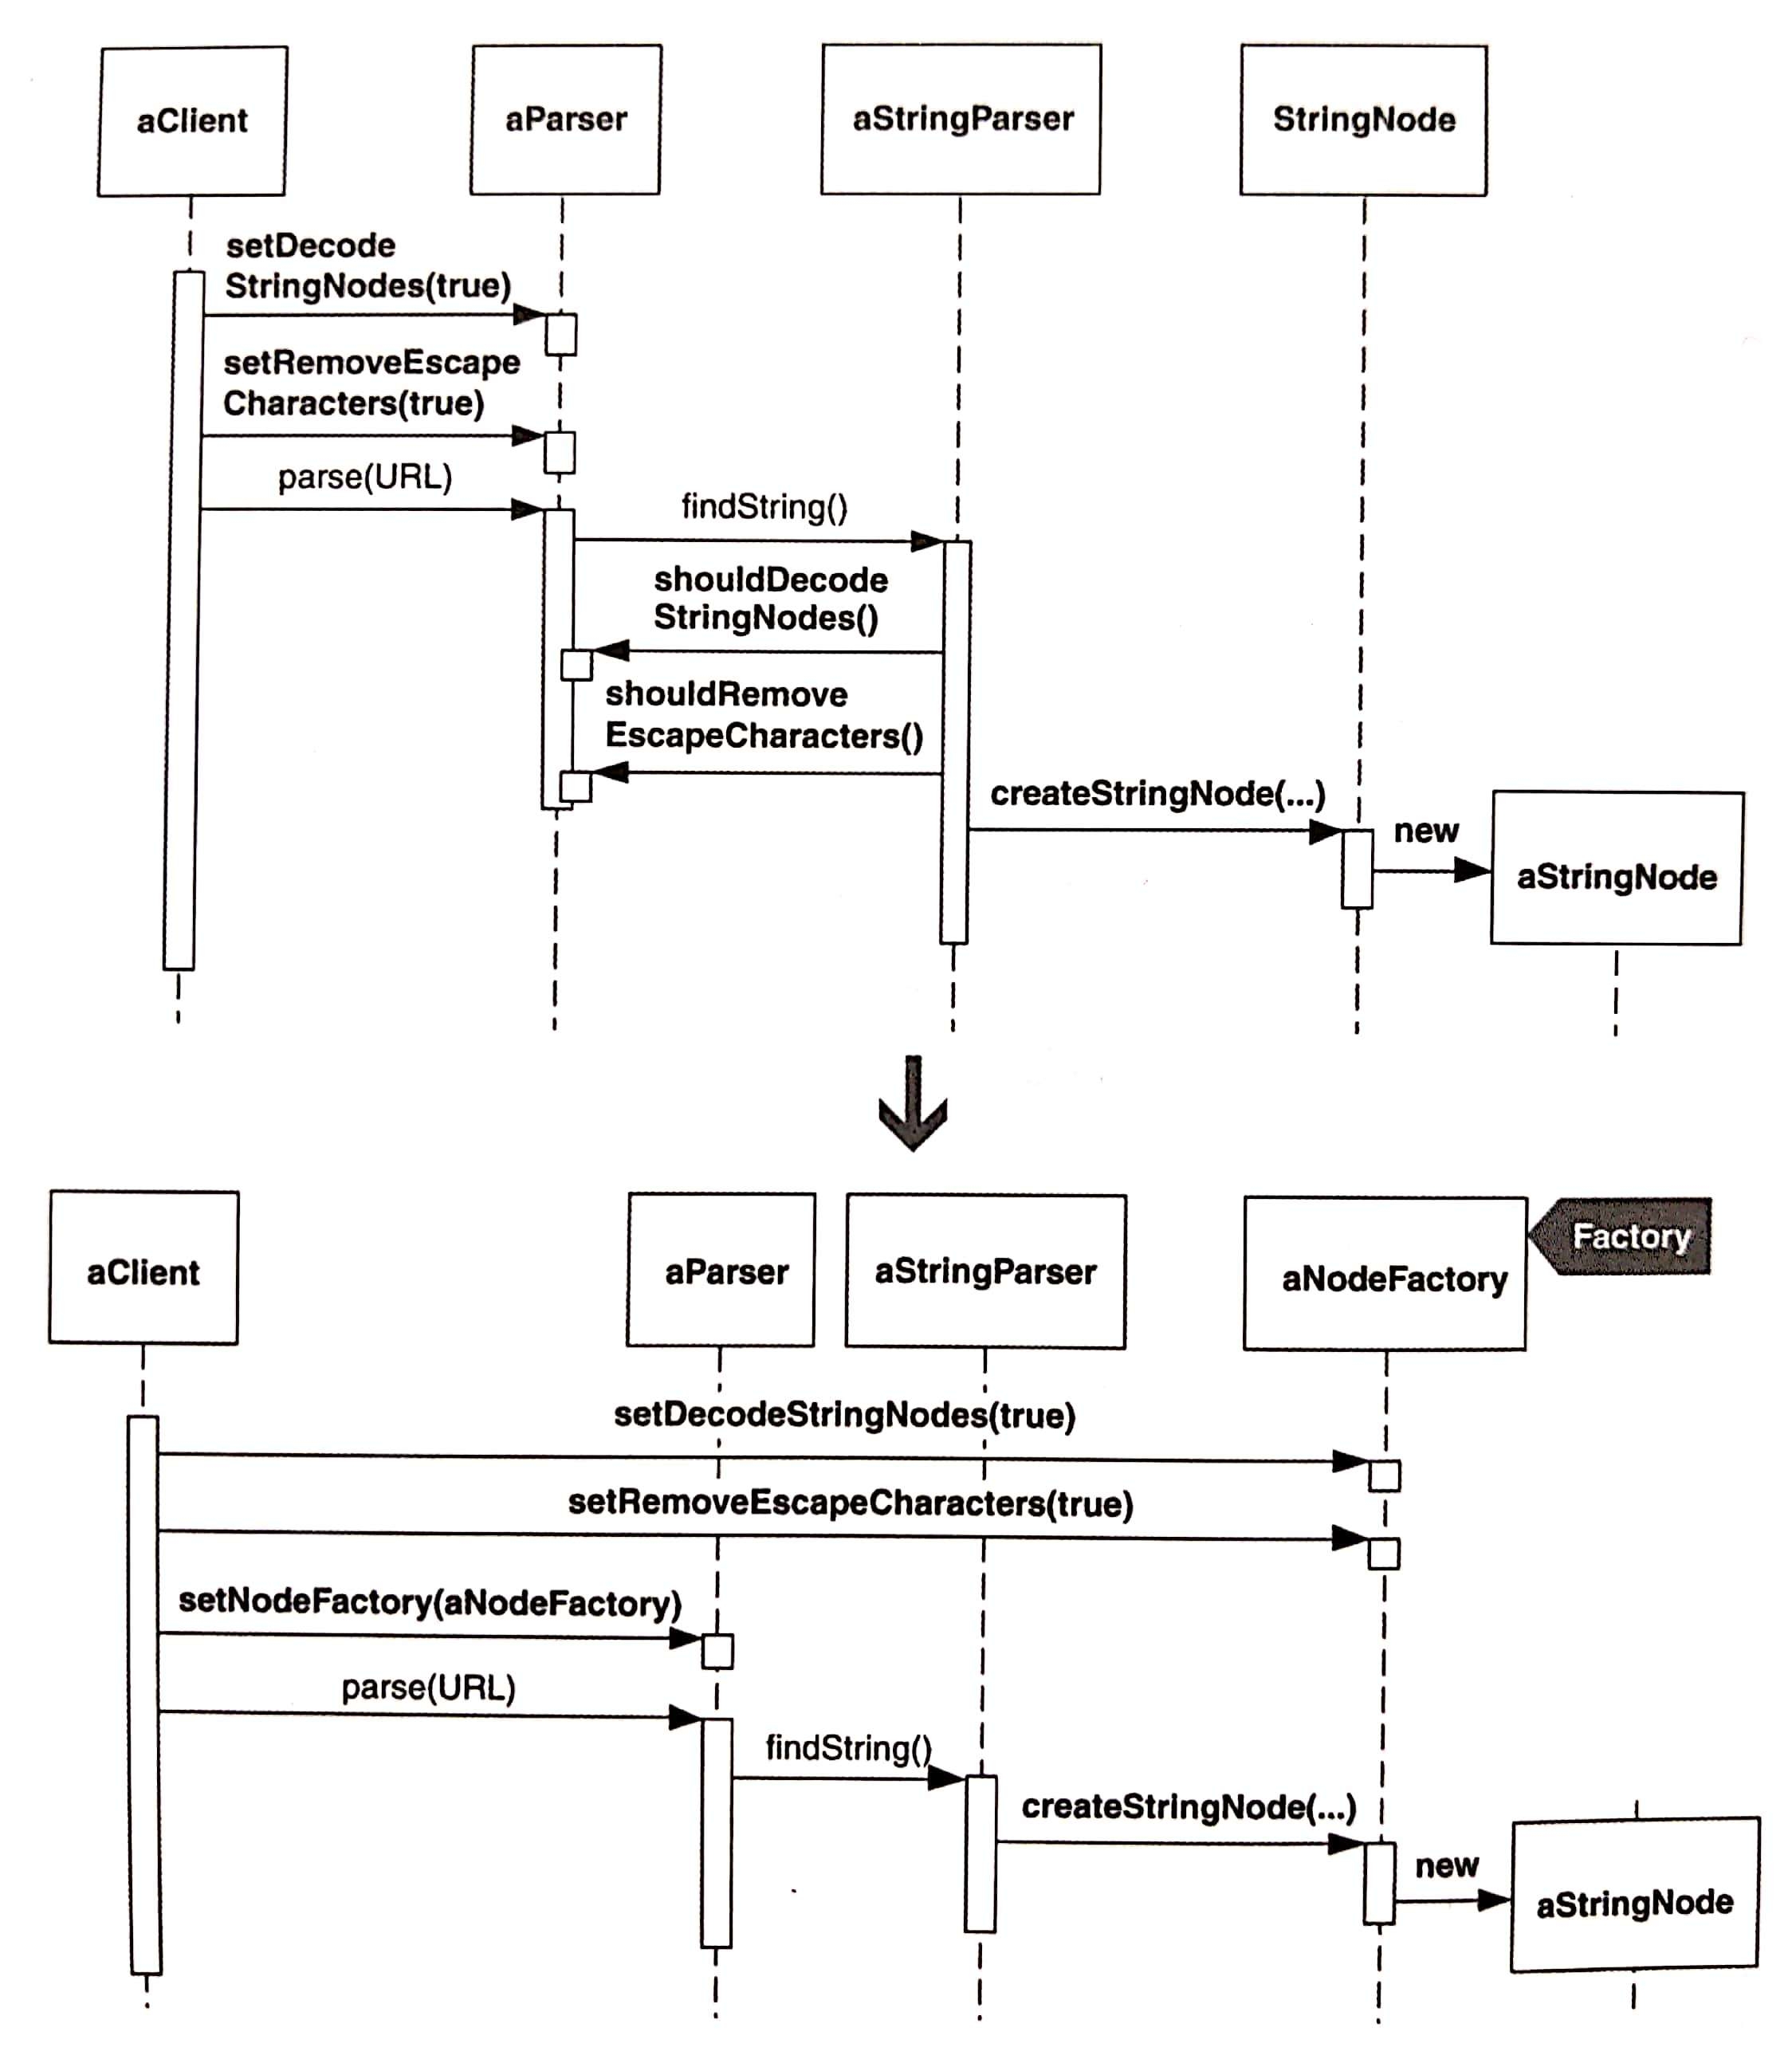 aClient
aParser
aStringParser
StringNode
setDecode
StringNodes(true)
setRemoveEscape
Characters(true)
parse(URL)
findString()
shouldDecode
StringNodes()
shouldRemove
EscapeCharacters()
createStringNode(...)
new
aStringNode
aClient
aParser
aStringParser
aNodeFactory
Factory
setDecodeStringNodes(true)
setRemoveEscapeCharacters(true)
setNodeFactory(aNodeFactory)
parse(URL)
findString()
createStringNode(...)
new
aStringNode